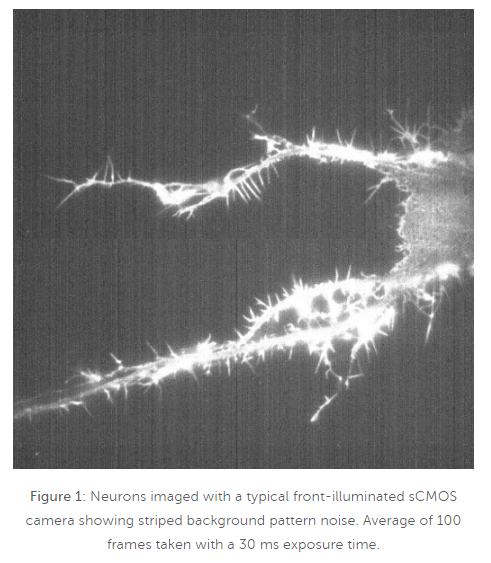 Figure 1: Neurons imaged with a typical front-illuminated sCMOS
camera showing striped background pattern noise. Average of 100
frames taken with a 30 ms exposure time.